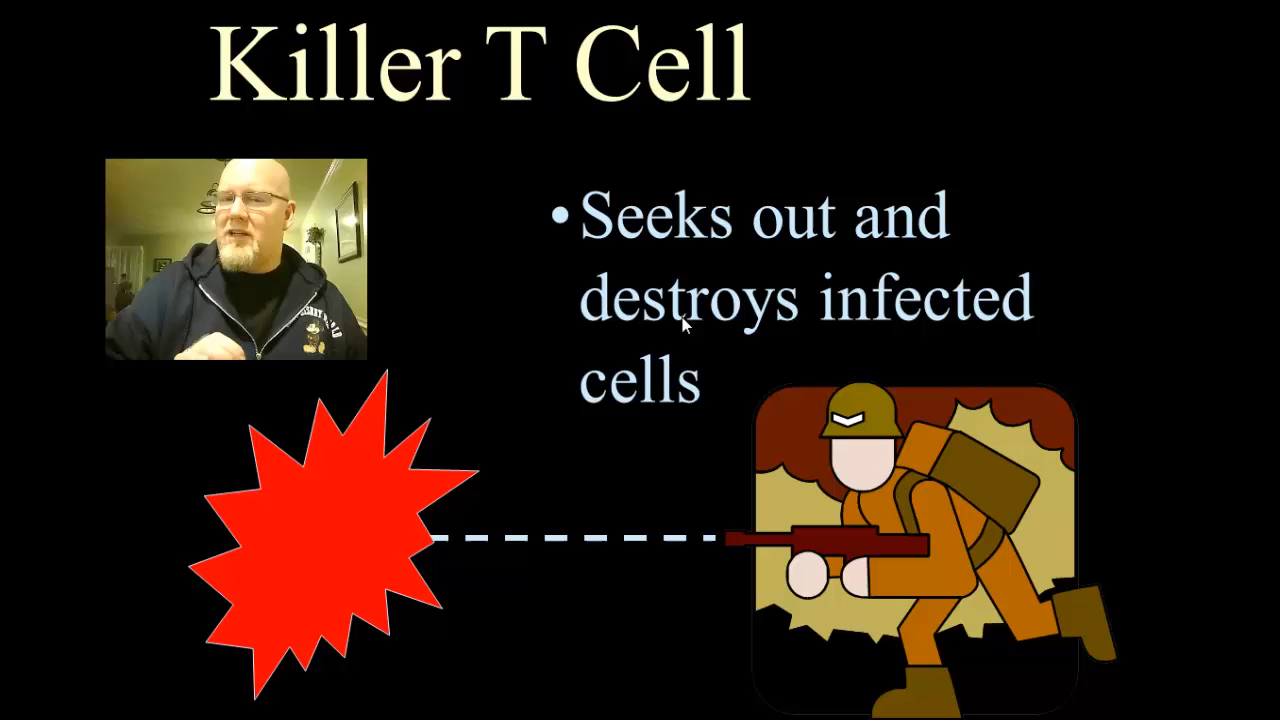 Killer T Cell
•Seeks out and
destroys infected
cells